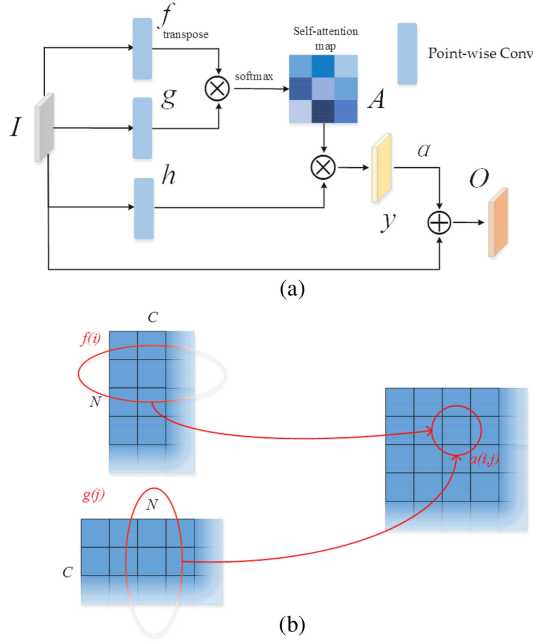 f
transpose
Self-attention
map
Point-wise Conv
softmax
I
g
A
h
a
O
y
(a)
C
f(i)
N
a(i,j)
g(j)
N
C
(b)